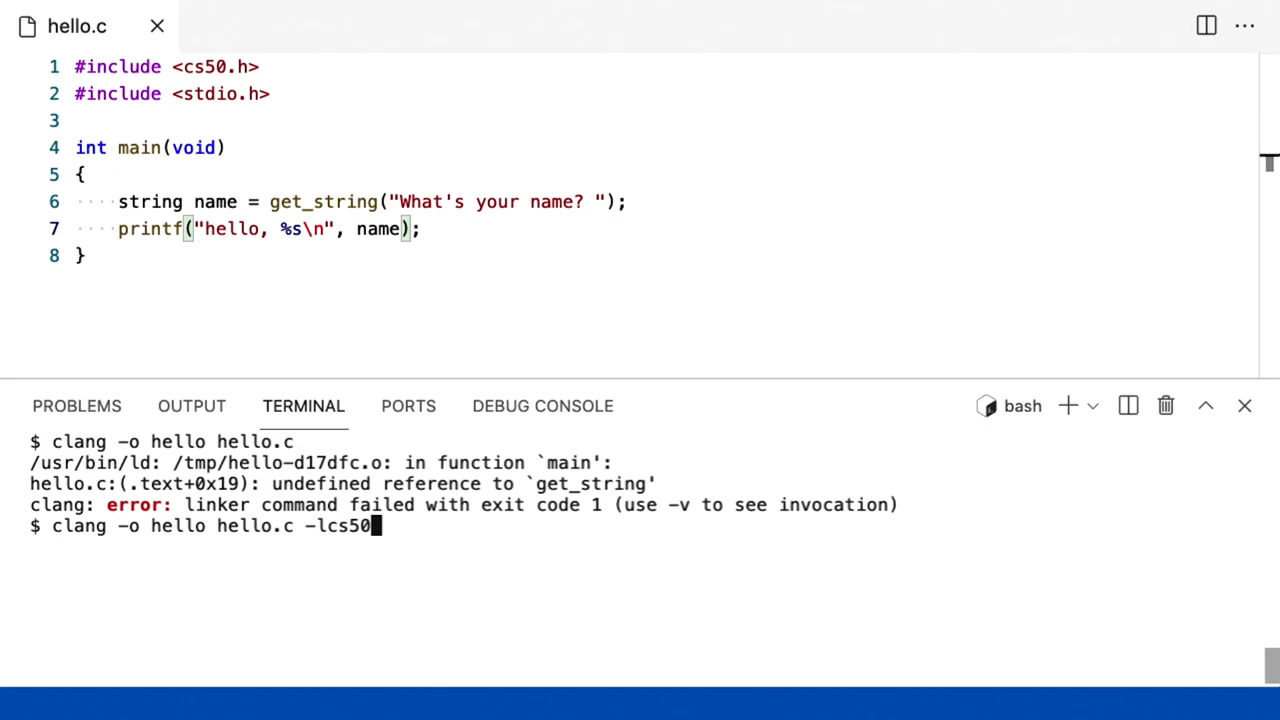 hello.c
1 #include <cs50.h>
2 #include <stdio.h>
3
4 int main(void)
5 {
6 ····string name = get_string("What's your name? ");
7 ····printf("hello, %s\n", name);
8 }
PROBLEMS OUTPUT TERMINAL PORTS DEBUG CONSOLE bash
$ clang -o hello hello.c
/usr/bin/ld: /tmp/hello-d17dfc.o: in function `main':
hello.c:(.text+0x19): undefined reference to `get_string'
clang: error: linker command failed with exit code 1 (use -v to see invocation)
$ clang -o hello hello.c -lcs50